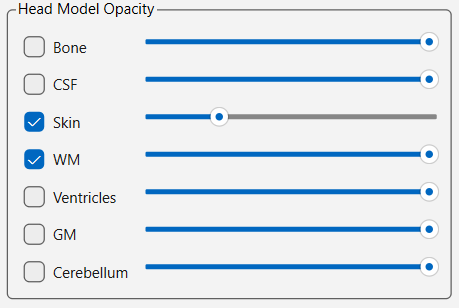 Head Model Opacity
Bone
CSF
Skin
WM
Ventricles
GM
Cerebellum